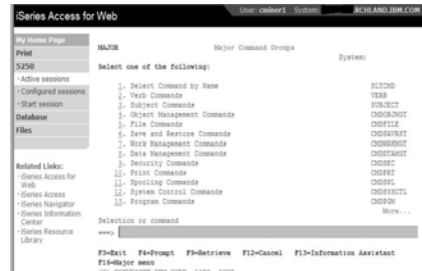 iSeries Access for Web
User: cminer1 System: RCHLAND.IBM.COM
My Home Page
Print
5250
• Active sessions
• Configured sessions
• Start session
Database
Files
Related Links:
• iSeries Access for Web
• iSeries Access
• iSeries Navigator
• iSeries Information Center
• iSeries Resource Library
MAJOR Major Command Groups
System:
Select one of the following:
1. Select Command by Name SLTCMD
2. Verb Commands VERB
3. Subject Commands SUBJECT
4. Object Management Commands CMDOBJMGT
5. File Commands CMDFILE
6. Save and Restore Commands CMDSAVRST
7. Work Management Commands CMDWRKMGT
8. Data Management Commands CMDDTAMGT
9. Security Commands CMDSEC
10. Print Commands CMDPRT
11. Spooling Commands CMDSPL
12. System Control Commands CMDSYSCTL
13. Program Commands CMDPGM
More...
Selection or command
===>
F3=Exit F4=Prompt F9=Retrieve F12=Cancel F13=Information Assistant
F16=Major menu